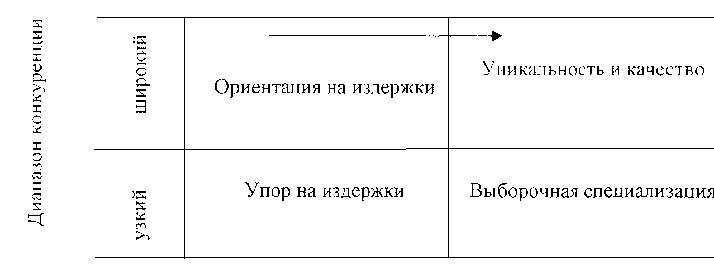 Диапазон конкуренции
широкий
Ориентация на издержки
Уникальность и качество
узкий
Упор на издержки
Выборочная специализация